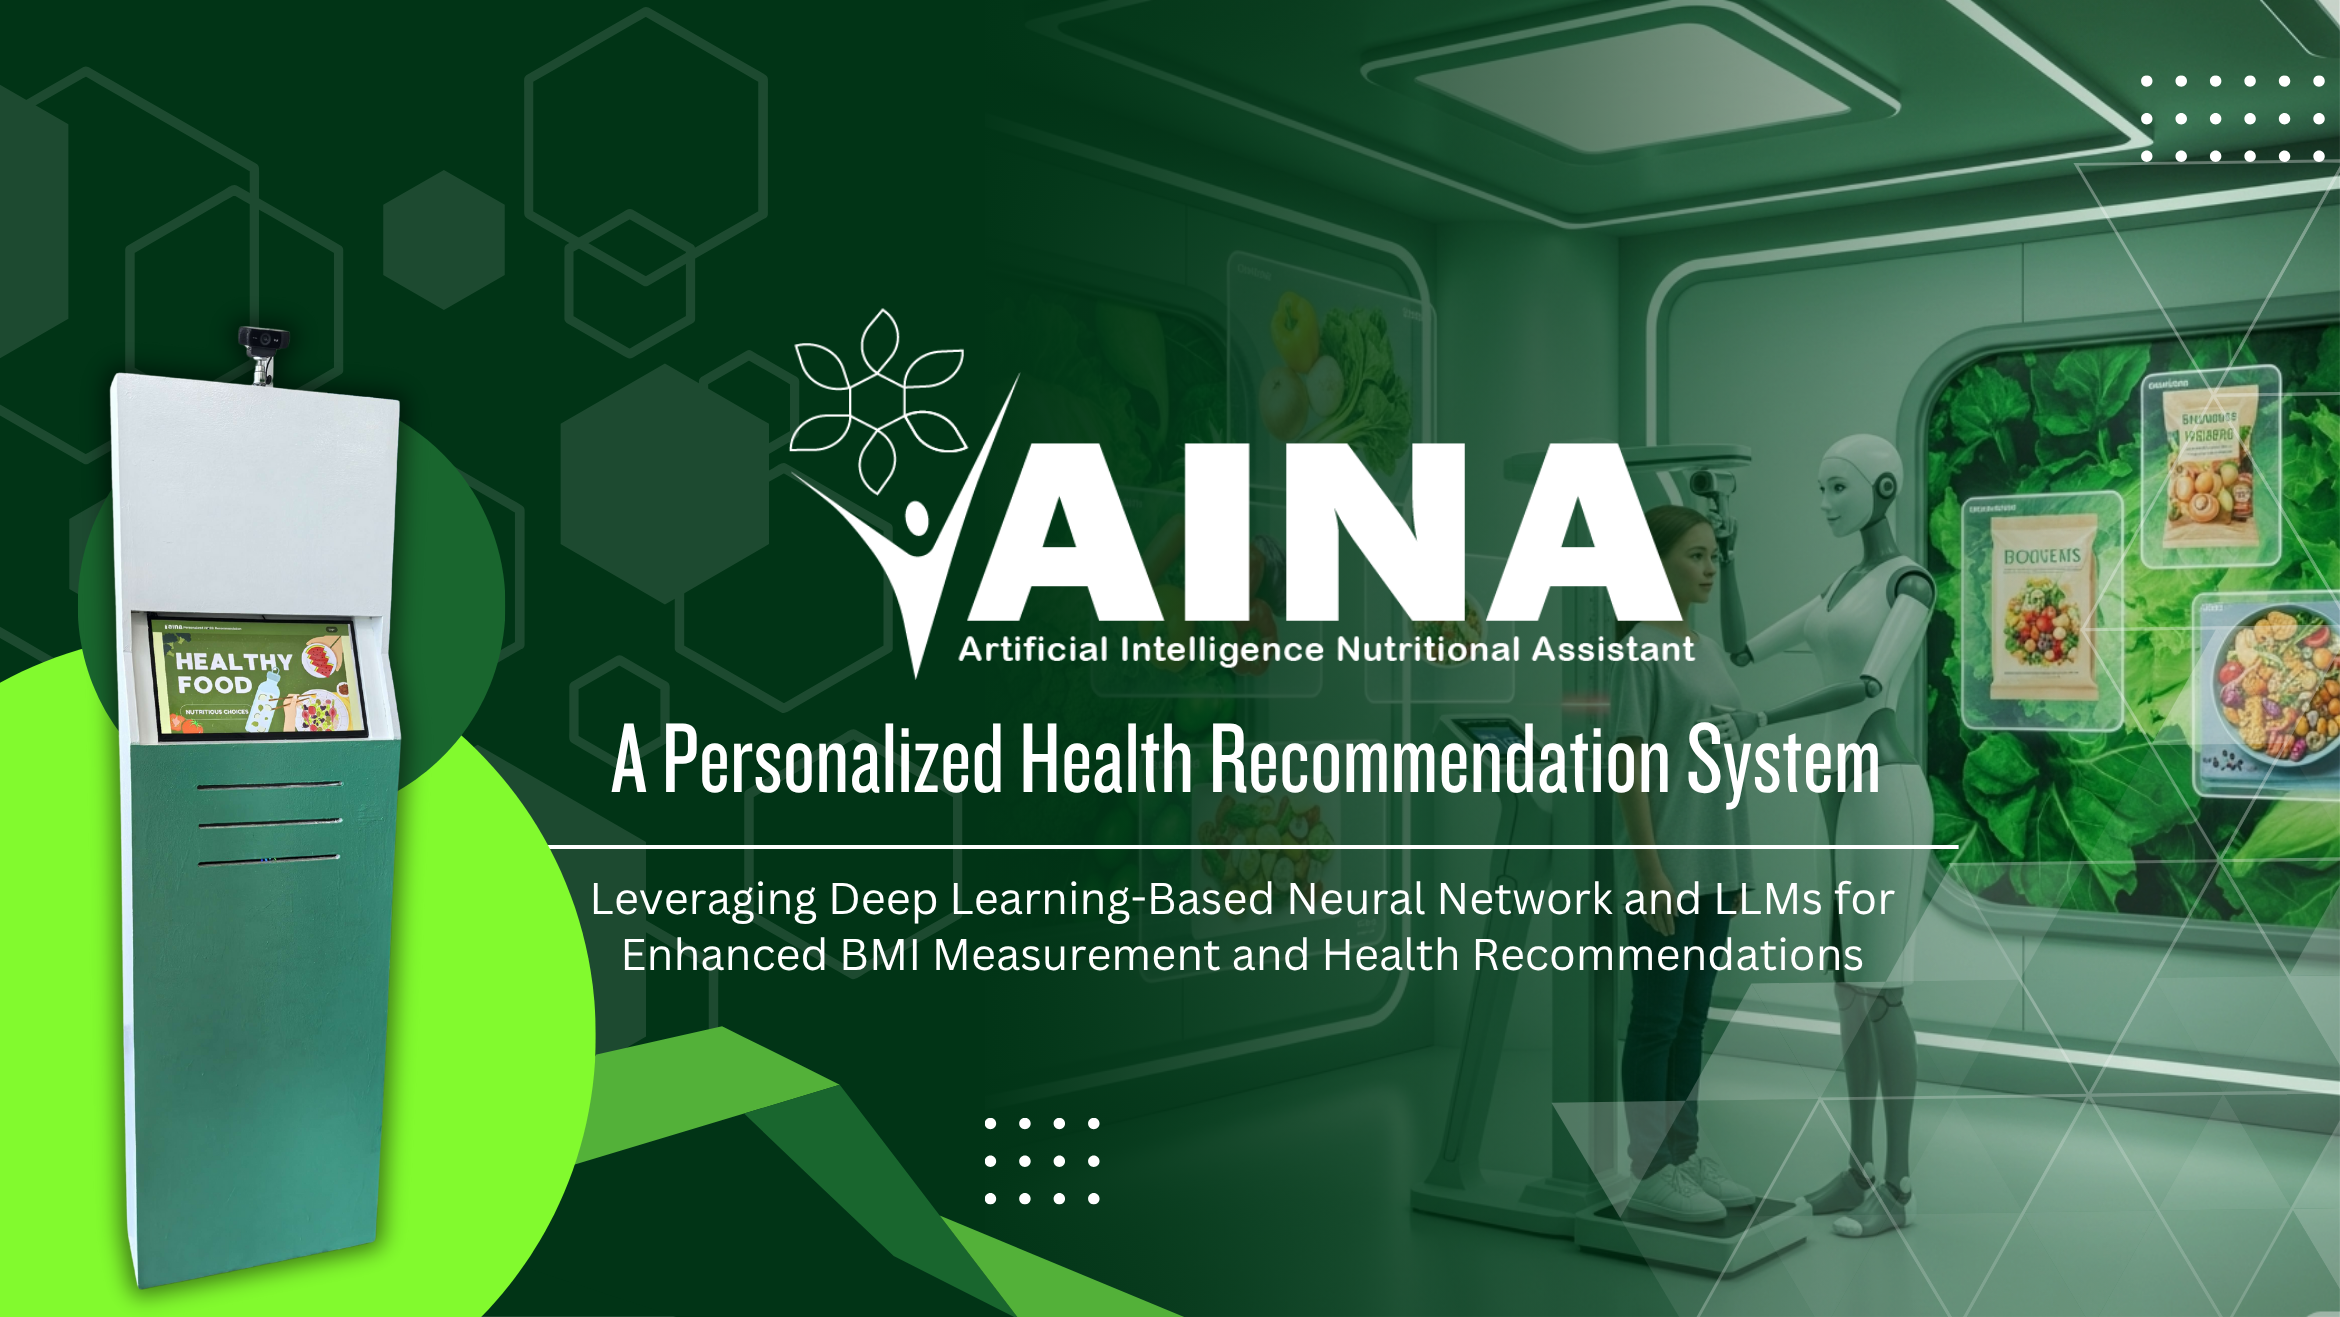 AINA
Artificial Intelligence Nutritional Assistant
A Personalized Health Recommendation System
Leveraging Deep Learning-Based Neural Network and LLMs for
Enhanced BMI Measurement and Health Recommendations
HEALTHY
FOOD
NUTRITIOUS CHOICES
BOOVEMS